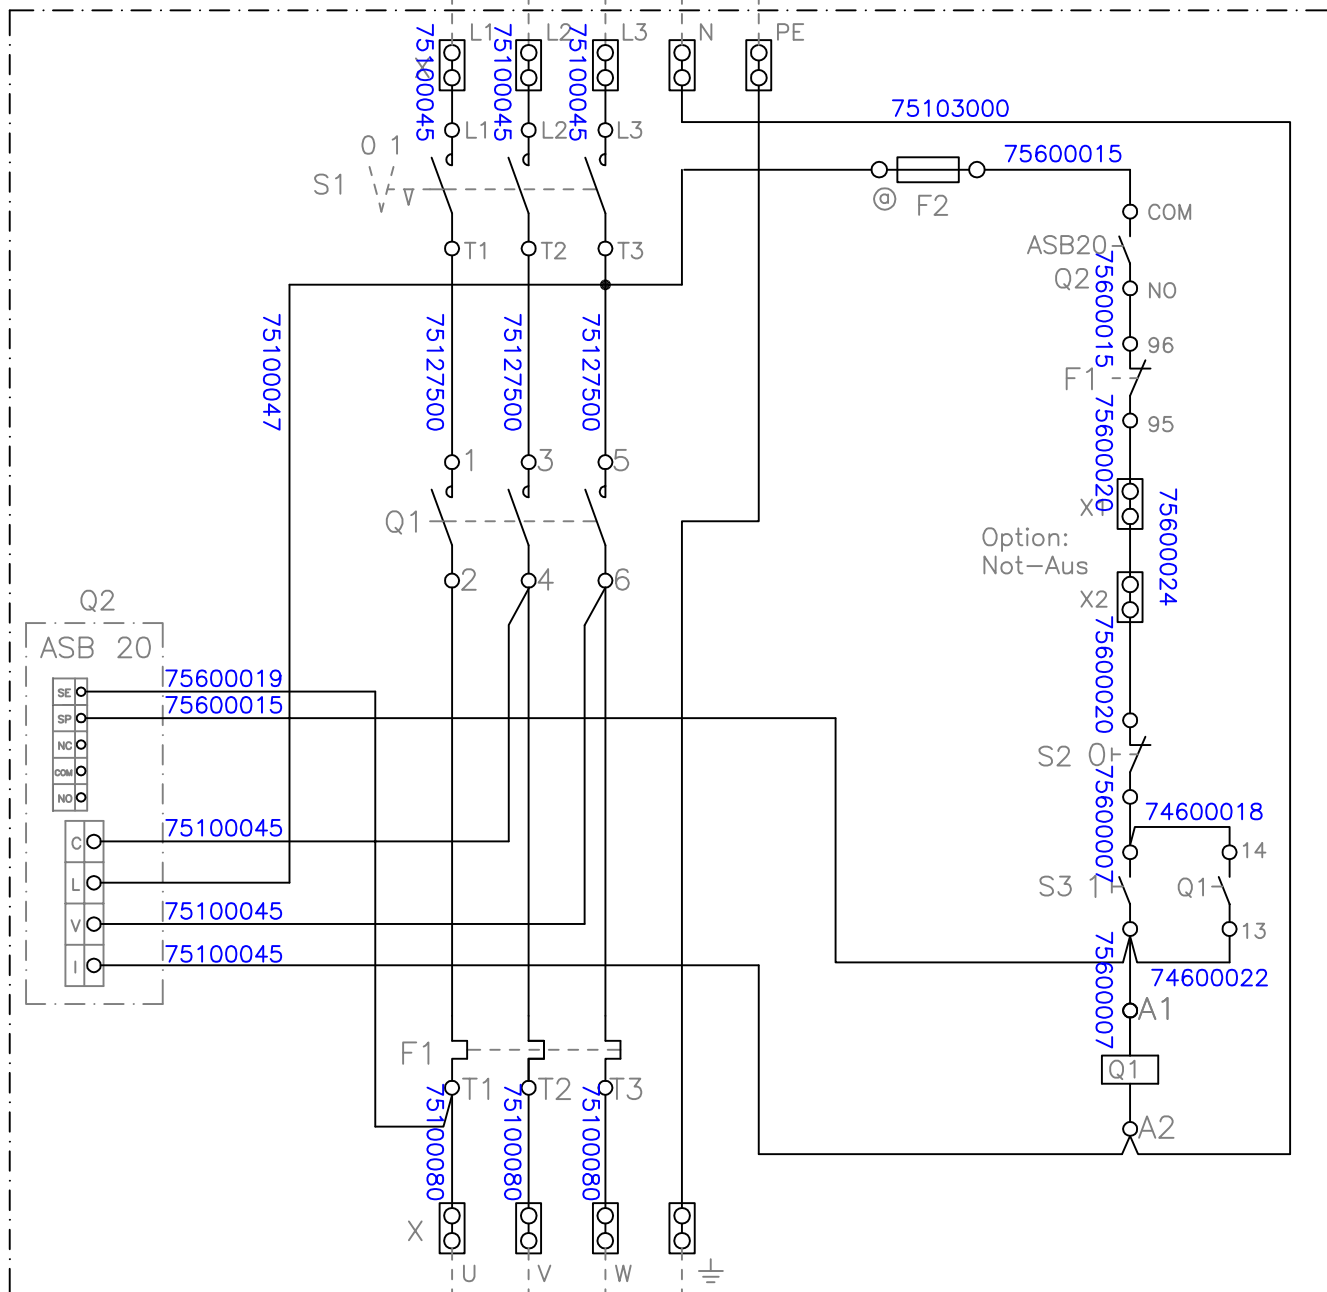 L1 L2 L3 N PE
X
75100045 75100045 75100045
75103000
L1 L2 L3
0 1
S1
75600015
@ F2
COM
T1 T2 T3
ASB20
Q2
NO
75600015
75100047
75127500 75127500 75127500
96
F1
95
75600020
1 3 5
X1
75600024
Q1
Option:
Not-Aus
2 4 6
X2
Q2
ASB 20
75600020
SE 75600019
SP 75600015
NC
COM
NO
S2 0
75600007
74600018
C 75100045
14
L
S3 1
Q1
V 75100045
13
I 75100045
74600022
75600007
A1
F1
Q1
T1 T2 T3
75100080 75100080 75100080
A2
X
U V W